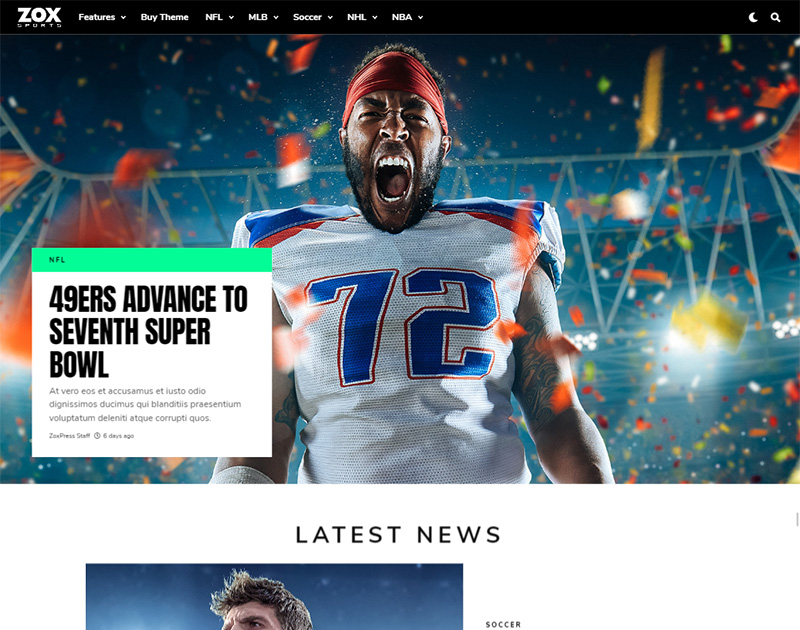 ZOX
SPORTS
Features Buy Theme NFL MLB Soccer NHL NBA
72
NFL
49ERS ADVANCE TO
SEVENTH SUPER
BOWL
At vero eos et accusamus et iusto odio
dignissimos ducimus qui blanditiis praesentium
voluptatum deleniti atque corrupti quos.
ZoxPress Staff 6 days ago
LATEST NEWS
SOCCER